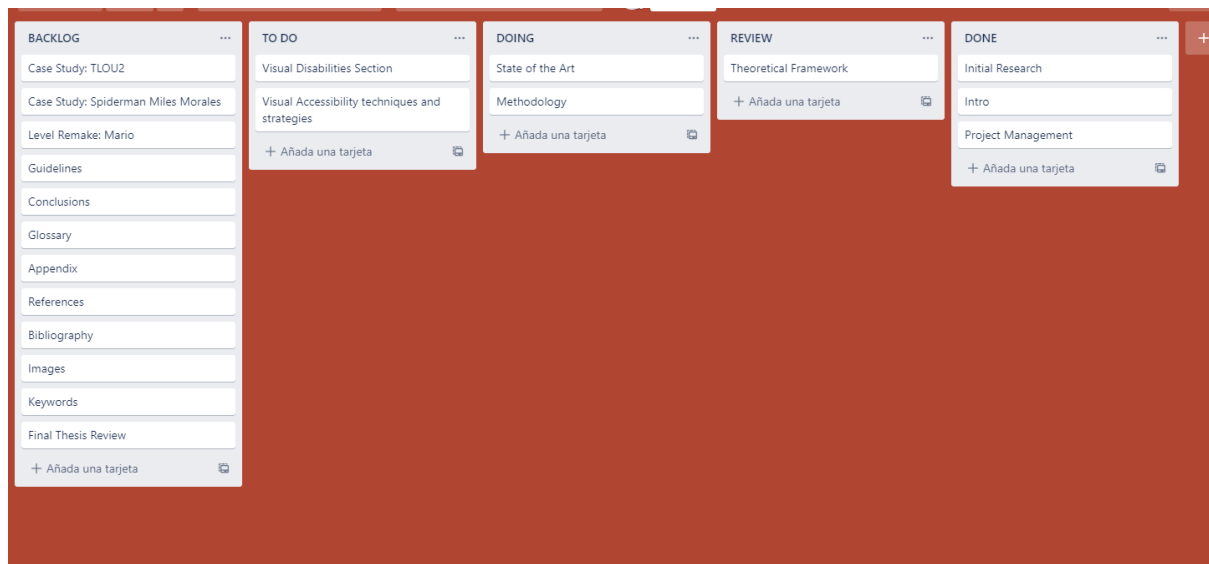 BACKLOG
Case Study: TLOU2
Case Study: Spiderman Miles Morales
Level Remake: Mario
Guidelines
Conclusions
Glossary
Appendix
References
Bibliography
Images
Keywords
Final Thesis Review
+ Añada una tarjeta
TO DO
Visual Disabilities Section
Visual Accessibility techniques and
strategies
+ Añada una tarjeta
DOING
State of the Art
Methodology
+ Añada una tarjeta
REVIEW
Theoretical Framework
+ Añada una tarjeta
DONE
Initial Research
Intro
Project Management
+ Añada una tarjeta